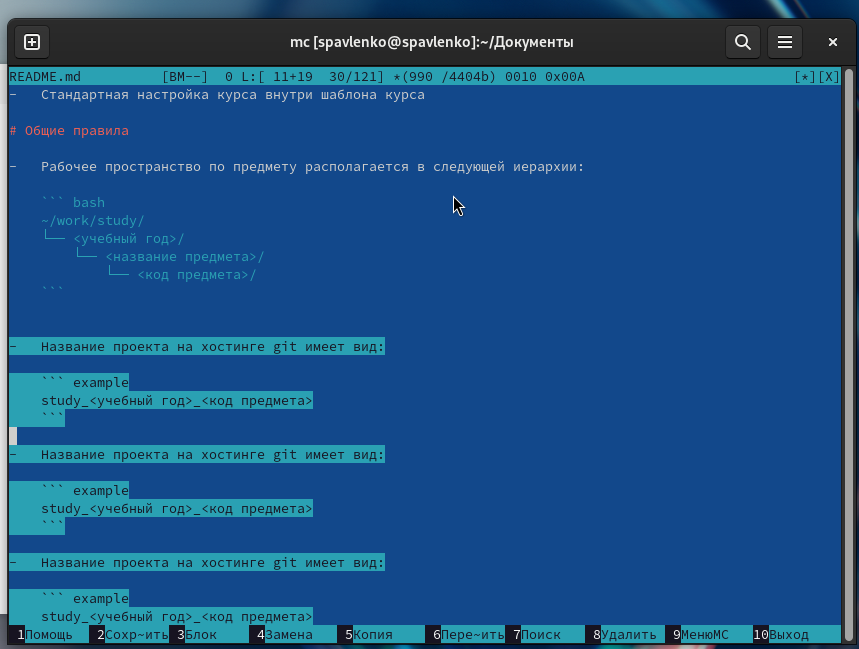 mc [spavlenko@spavlenko]:~/Документы
README.md [BM--] 0 L:[ 11+19 30/121] *(990 /4404b) 0010 0x00A [*][X]
- Стандартная настройка курса внутри шаблона курса
# Общие правила
- Рабочее пространство по предмету располагается в следующей иерархии:
``` bash
~/work/study/
└── <учебный год>/
└── <название предмета>/
└── <код предмета>/
```
- Название проекта на хостинге git имеет вид:
``` example
study_<учебный год>_<код предмета>
```
- Название проекта на хостинге git имеет вид:
``` example
study_<учебный год>_<код предмета>
```
- Название проекта на хостинге git имеет вид:
``` example
study_<учебный год>_<код предмета>
1Помощь 2Сохр~ить 3Блок 4Замена 5Копия 6Пере~ить 7Поиск 8Удалить 9МенюMC 10Выход